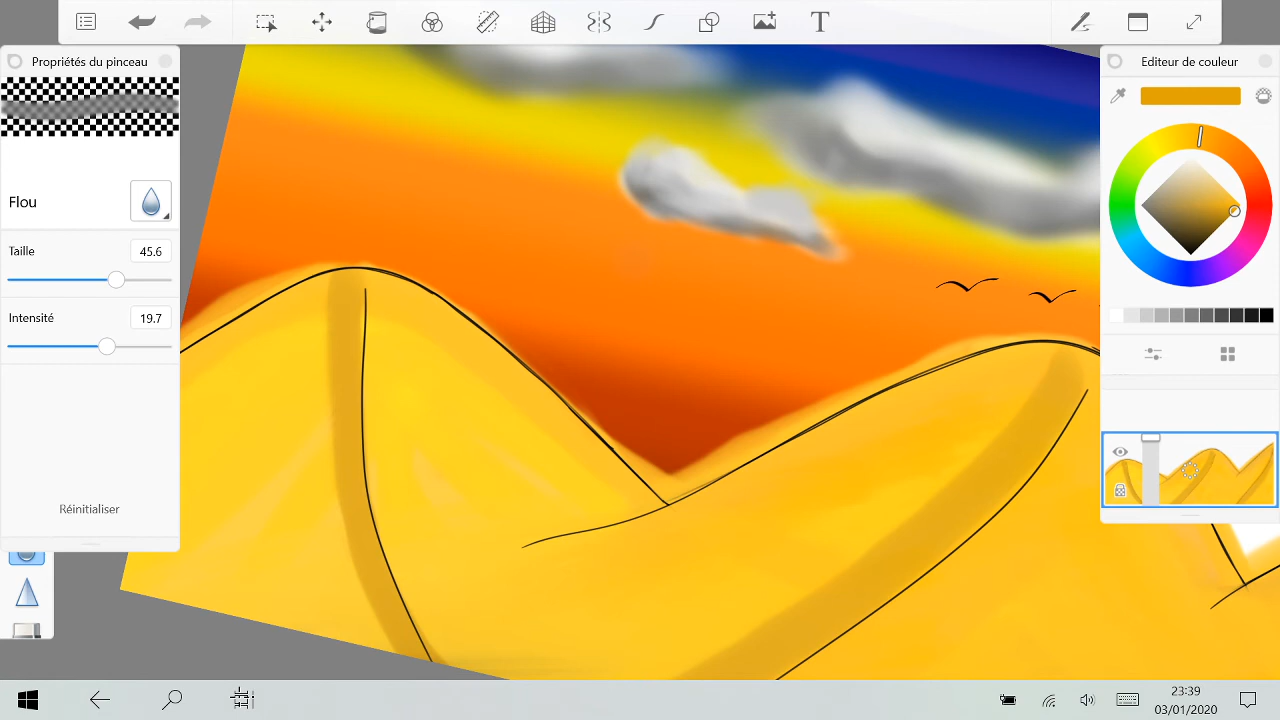 T
Propriétés du pinceau
Editeur de couleur
Flou
Taille
45.6
Intensité
19.7
Réinitialiser
23:39
03/01/2020